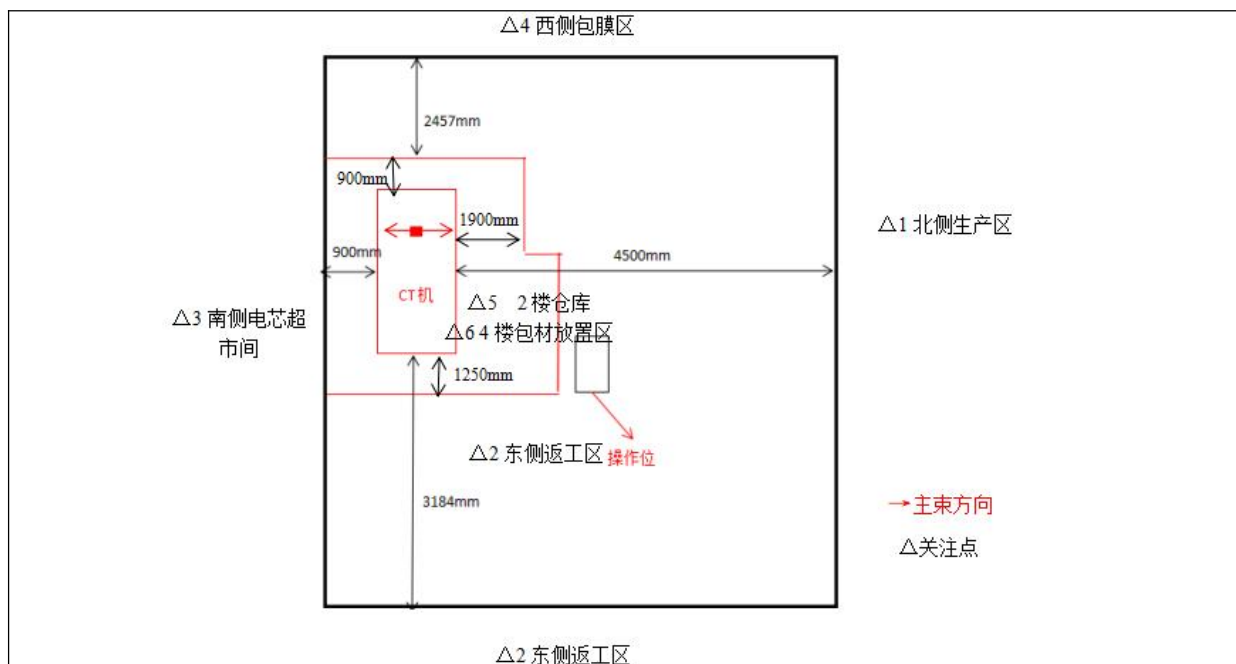 △4 西侧包膜区
2457mm
900mm
1900mm
△1 北侧生产区
900mm
4500mm
CT机
△5 2楼仓库
△3 南侧电芯超
市间
△6 4 楼包材放置区
1250mm
△2 东侧返工区
操作位
3184mm
→主束方向
△关注点
△2 东侧返工区